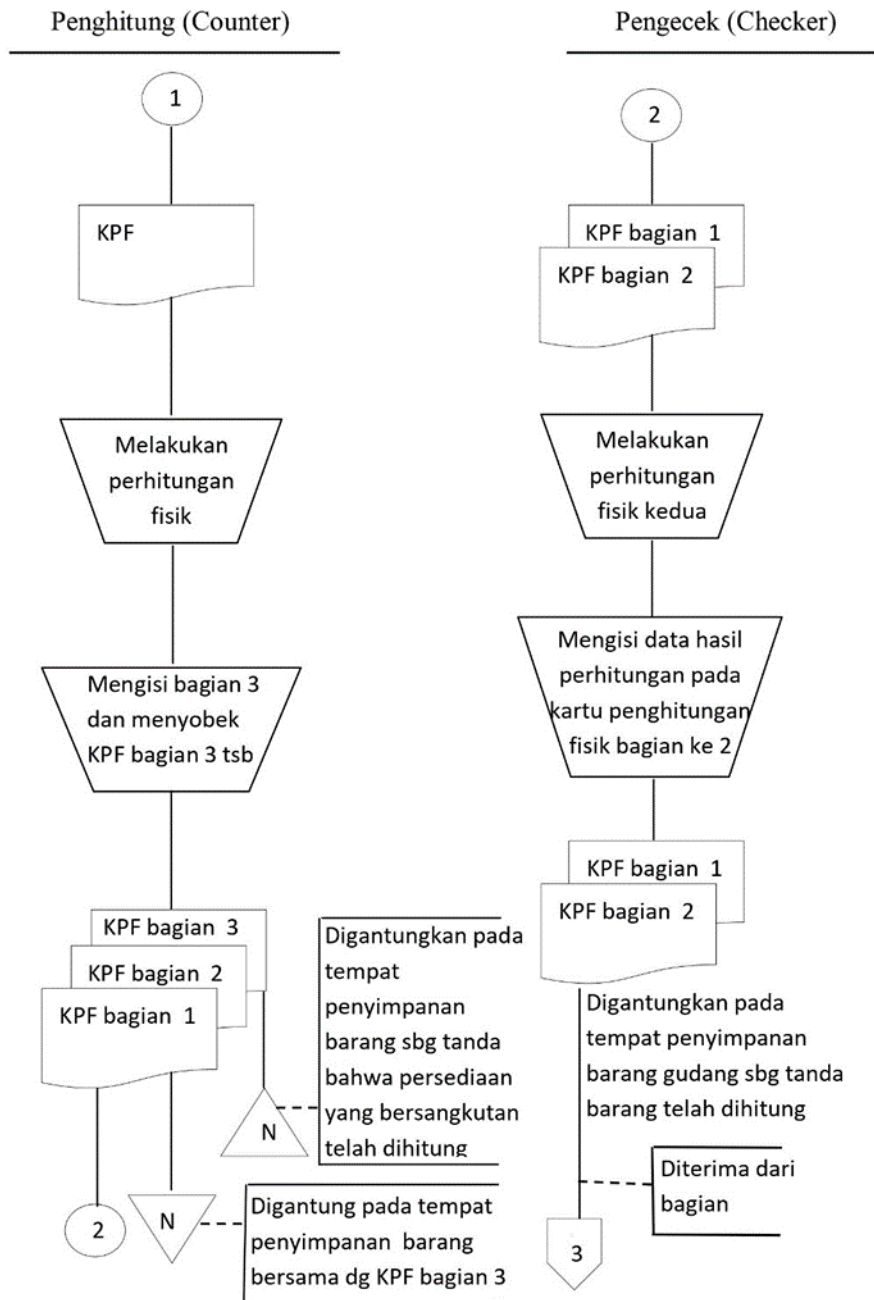 Penghitung (Counter)
1
KPF
Melakukan
perhitungan
fisik
Mengisi bagian 3
dan menyobek
KPF bagian 3 tsb
KPF bagian 3
KPF bagian 2
KPF bagian 1
Digantungkan pada
tempat
penyimpanan
barang sbg tanda
bahwa persediaan
yang bersangkutan
telah dihitung
N
2
N
Digantung pada tempat
penyimpanan barang
bersama dg KPF bagian 3
Pengecek (Checker)
2
KPF bagian 1
KPF bagian 2
Melakukan
perhitungan
fisik kedua
Mengisi data hasil
perhitungan pada
kartu penghitungan
fisik bagian ke 2
KPF bagian 1
KPF bagian 2
Digantungkan pada
tempat penyimpanan
barang gudang sbg tanda
barang telah dihitung
Diterima dari
bagian
3